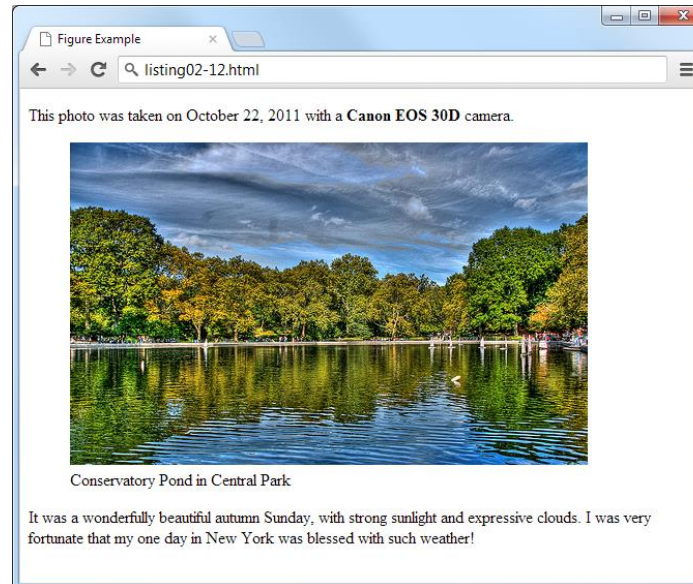 Figure Example
listing02-12.html
This photo was taken on October 22, 2011 with a Canon EOS 30D camera.
Conservatory Pond in Central Park
It was a wonderfully beautiful autumn Sunday, with strong sunlight and expressive clouds. I was very
fortunate that my one day in New York was blessed with such weather!